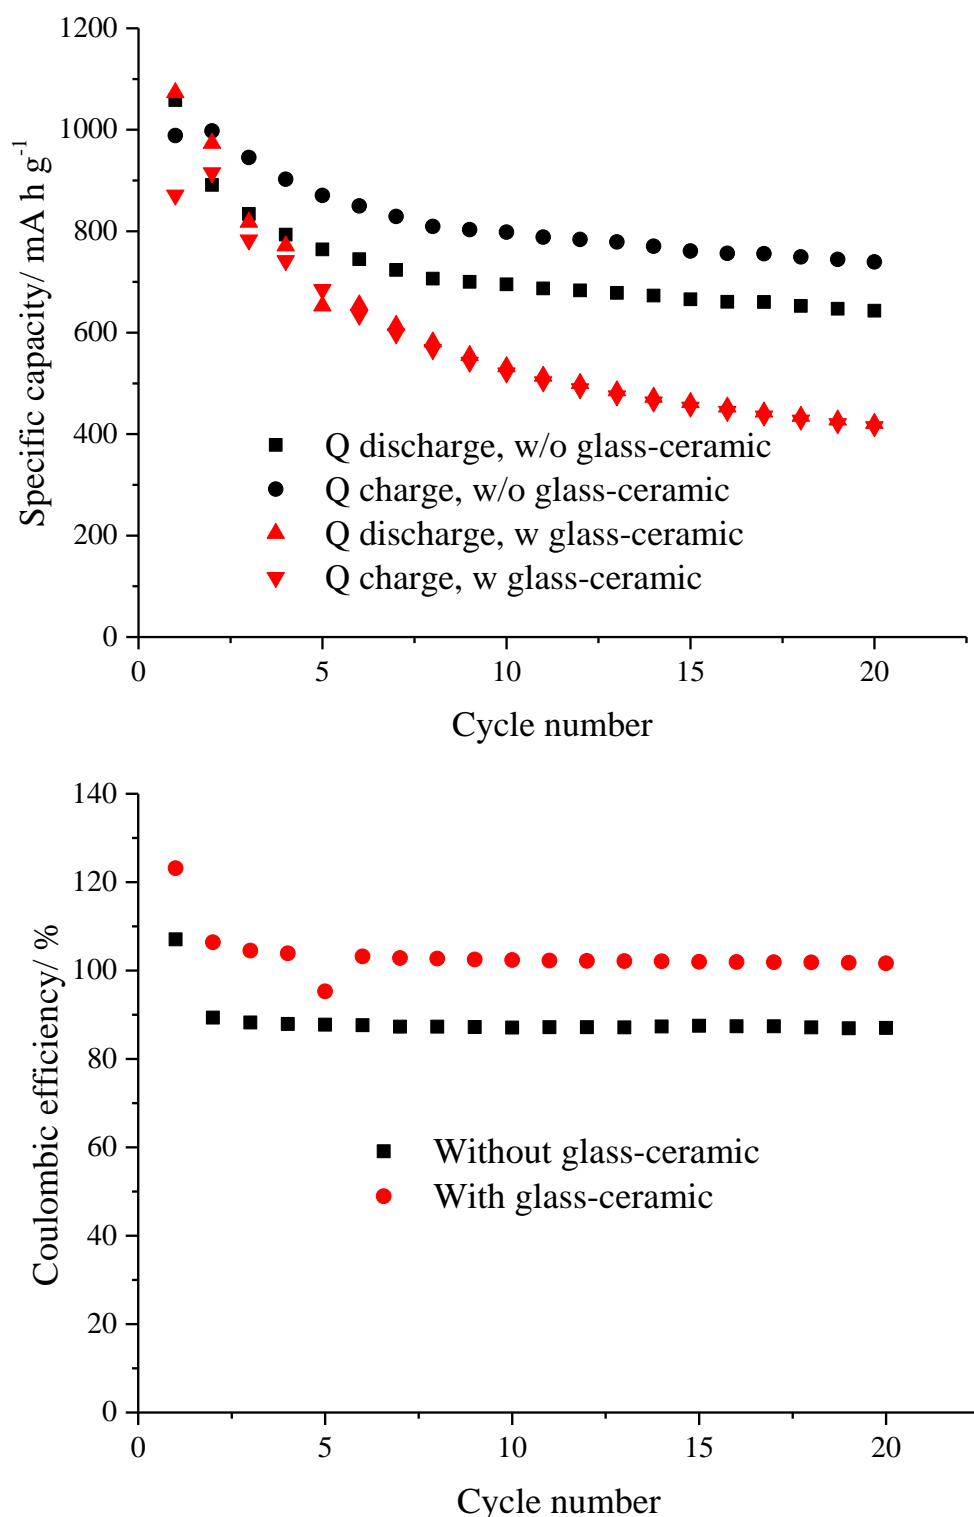 1200
1000
800
600
400
200
0
Specific capacity/ mA h g⁻¹
Q discharge, w/o glass-ceramic
Q charge, w/o glass-ceramic
Q discharge, w glass-ceramic
Q charge, w glass-ceramic
0 5 10 15 20
Cycle number
140
120
100
80
60
40
20
0
Coulombic efficiency/ %
Without glass-ceramic
With glass-ceramic
0 5 10 15 20
Cycle number